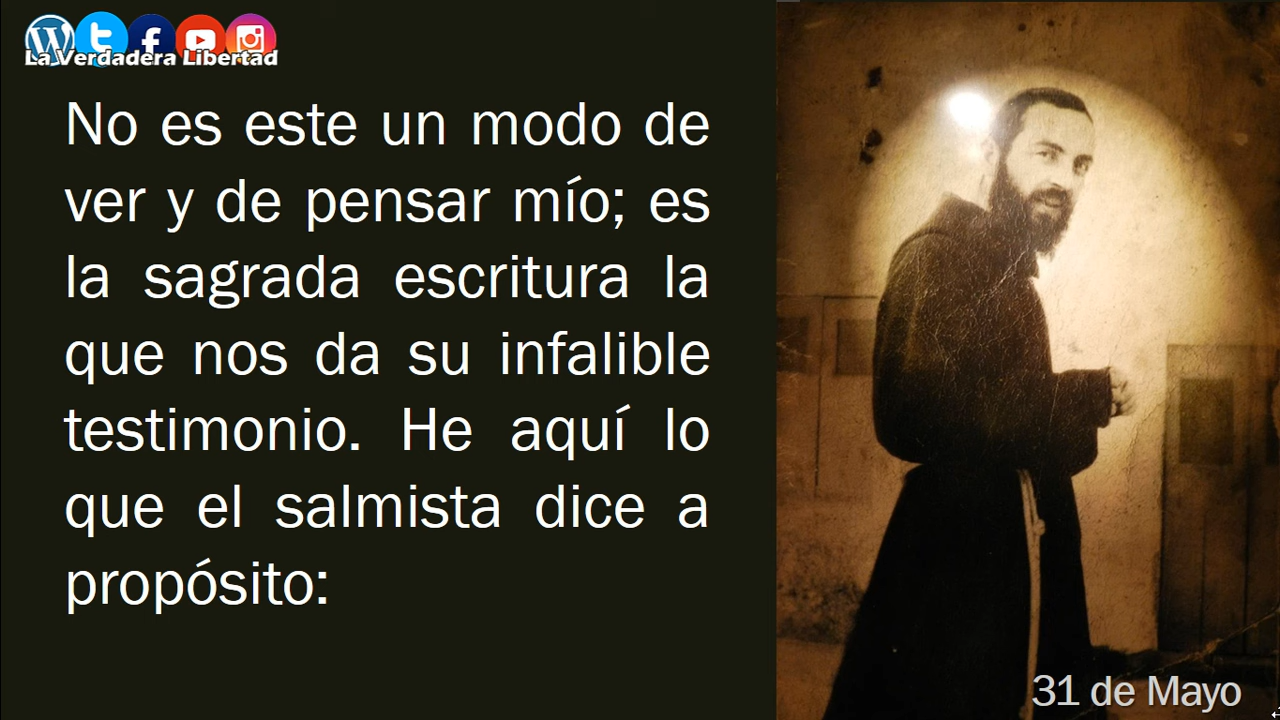 La Verdadera Libertad
No es este un modo de
ver y de pensar mío; es
la sagrada escritura la
que nos da su infalible
testimonio. He aquí lo
que el salmista dice a
propósito:
31 de Mayo